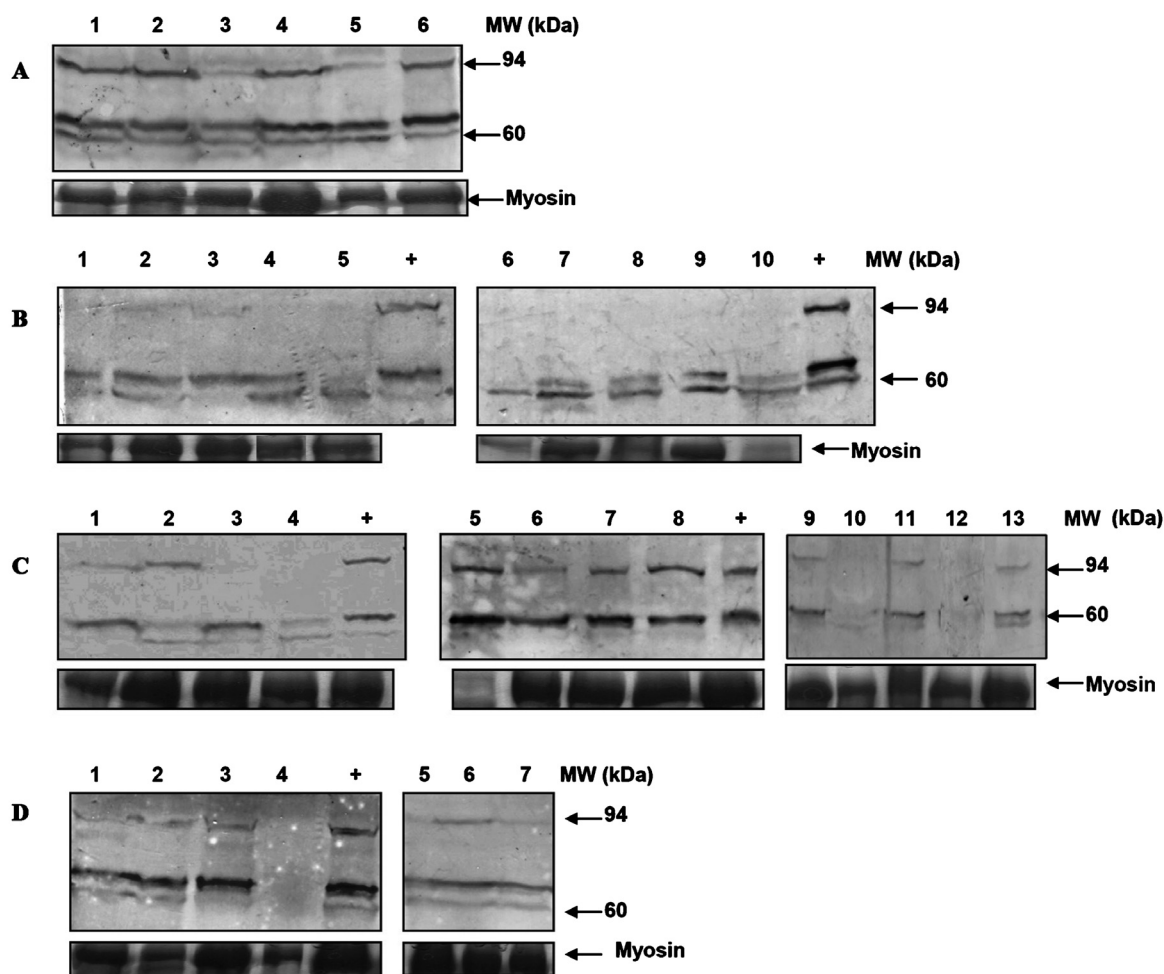 1 2 3 4 5 6 MW (kDa)
A
94
60
Myosin
1 2 3 4 5 + 6 7 8 9 10 + MW (kDa)
B
94
60
Myosin
1 2 3 4 + 5 6 7 8 + 9 10 11 12 13 MW (kDa)
C
94
60
Myosin
1 2 3 4 + MW (kDa) 5 6 7
D
94
60
Myosin